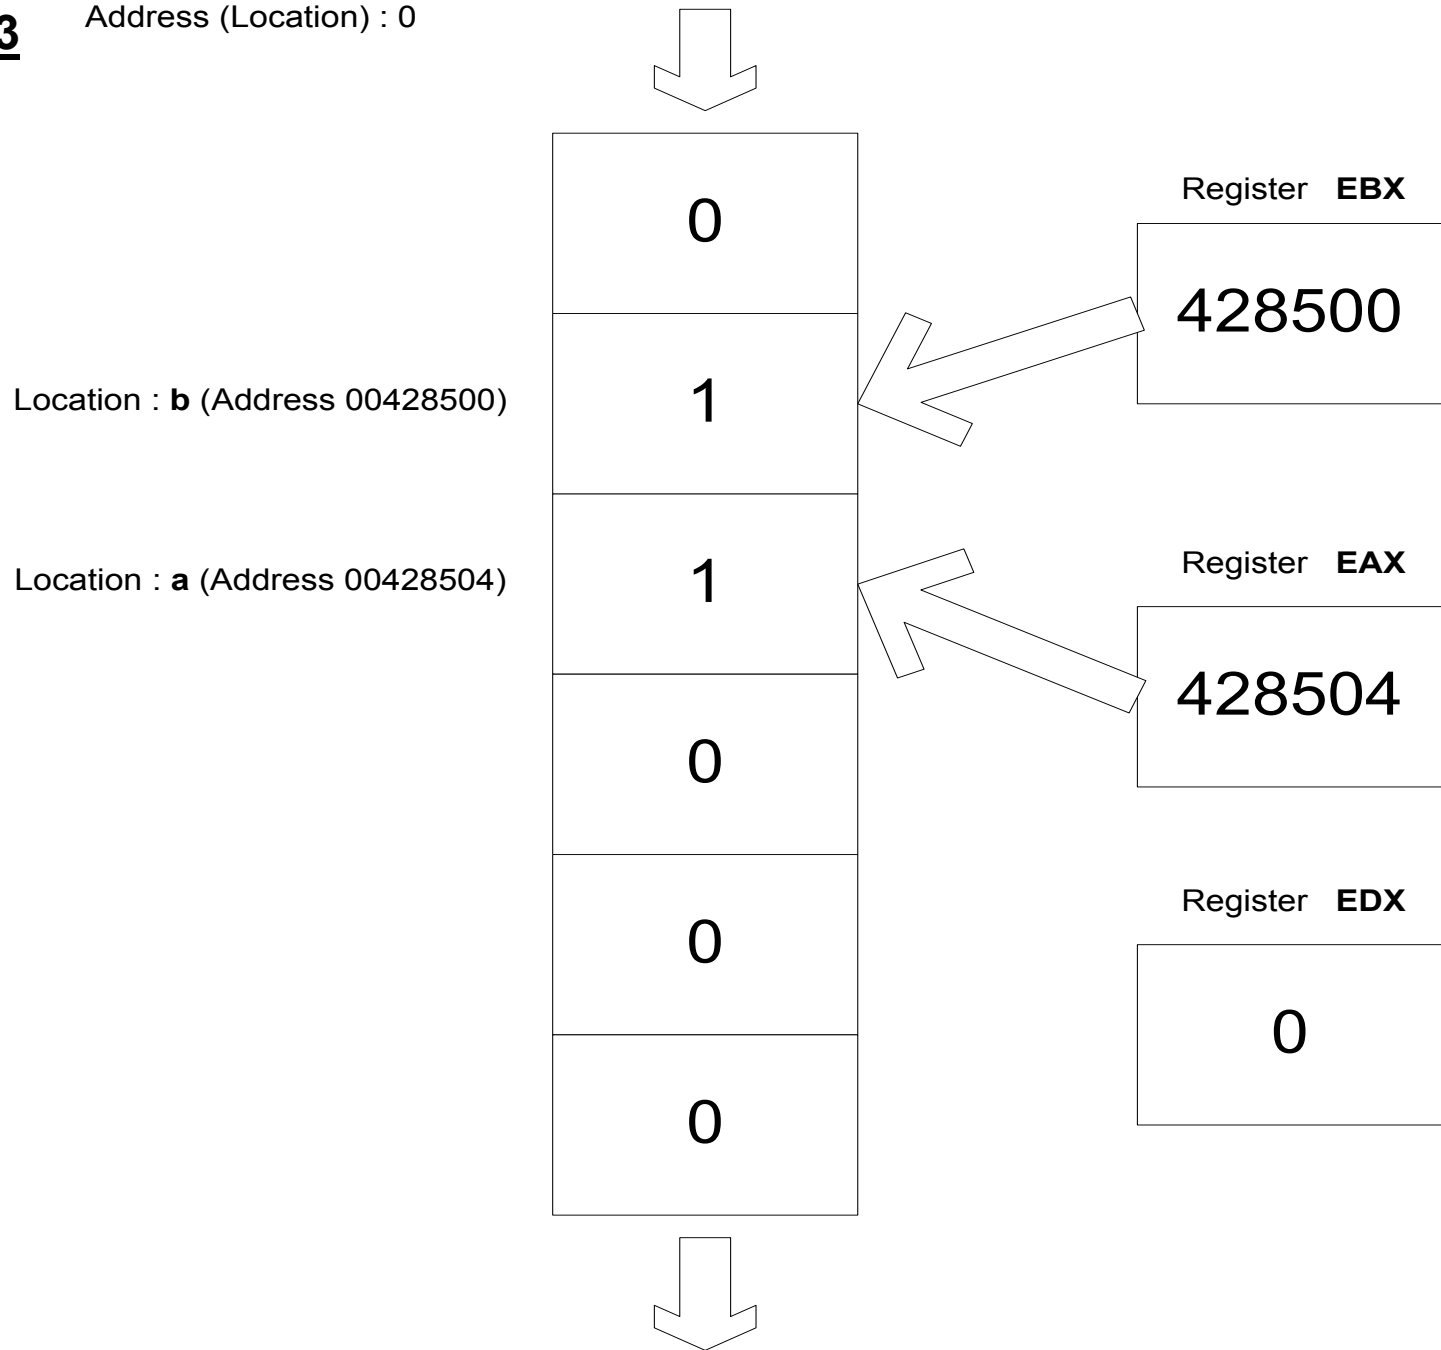 3
Address (Location) : 0
0
Register EBX
428500
Location : b (Address 00428500)
1
Location : a (Address 00428504)
1
Register EAX
428504
0
0
Register EDX
0
0